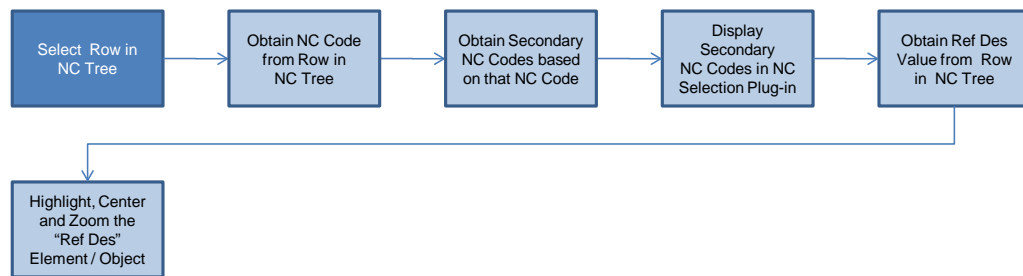 Select Row in
NC Tree
Obtain NC Code
from Row in
NC Tree
Obtain Secondary
NC Codes based
on that NC Code
Display
Secondary
NC Codes in NC
Selection Plug-in
Obtain Ref Des
Value from Row
in NC Tree
Highlight, Center
and Zoom the
“Ref Des”
Element / Object